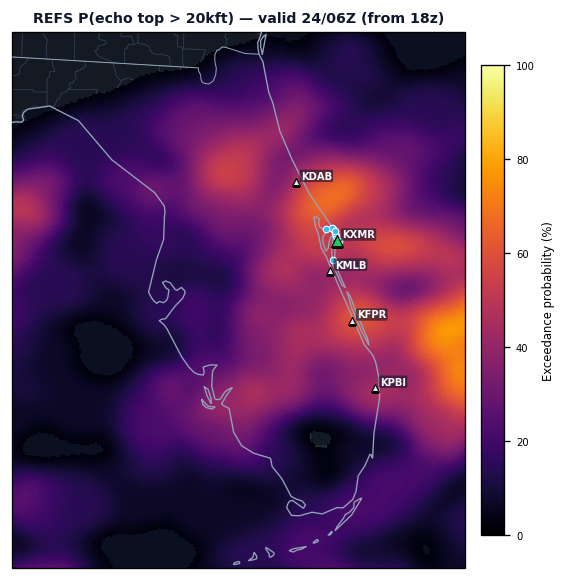 REFS P(echo top > 20kft) — valid 24/06Z (from 18z)
KDAB
KXMR
KMLB
KFPR
KPBI
100
80
60
40
20
0
Exceedance probability (%)